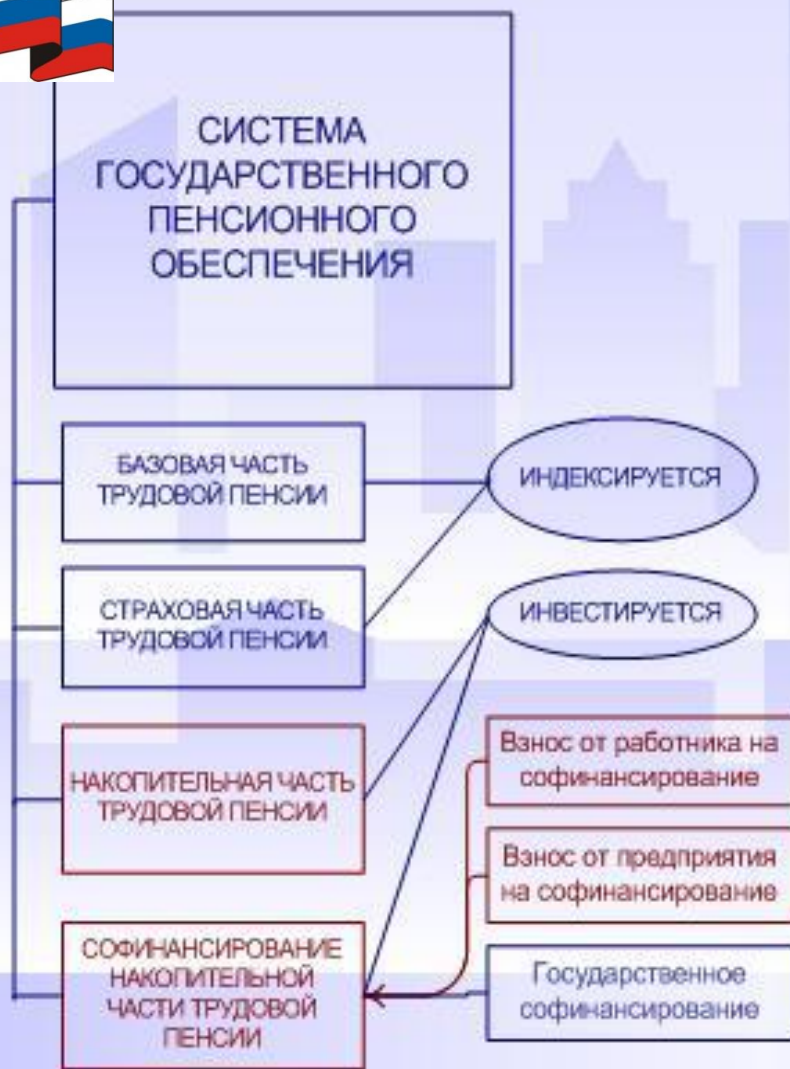 СИСТЕМА
ГОСУДАРСТВЕННОГО
ПЕНСИОННОГО
ОБЕСПЕЧЕНИЯ
БАЗОВАЯ ЧАСТЬ
ТРУДОВОЙ ПЕНСИИ
ИНДЕКСИРУЕТСЯ
СТРАХОВАЯ ЧАСТЬ
ТРУДОВОЙ ПЕНСИИ
ИНВЕСТИРУЕТСЯ
НАКОПИТЕЛЬНАЯ ЧАСТЬ
ТРУДОВОЙ ПЕНСИИ
Взнос от работника на
софинансирование
Взнос от предприятия
на софинансирование
СОФИНАНСИРОВАНИЕ
НАКОПИТЕЛЬНОЙ
ЧАСТИ ТРУДОВОЙ
ПЕНСИИ
Государственное
софинансирование